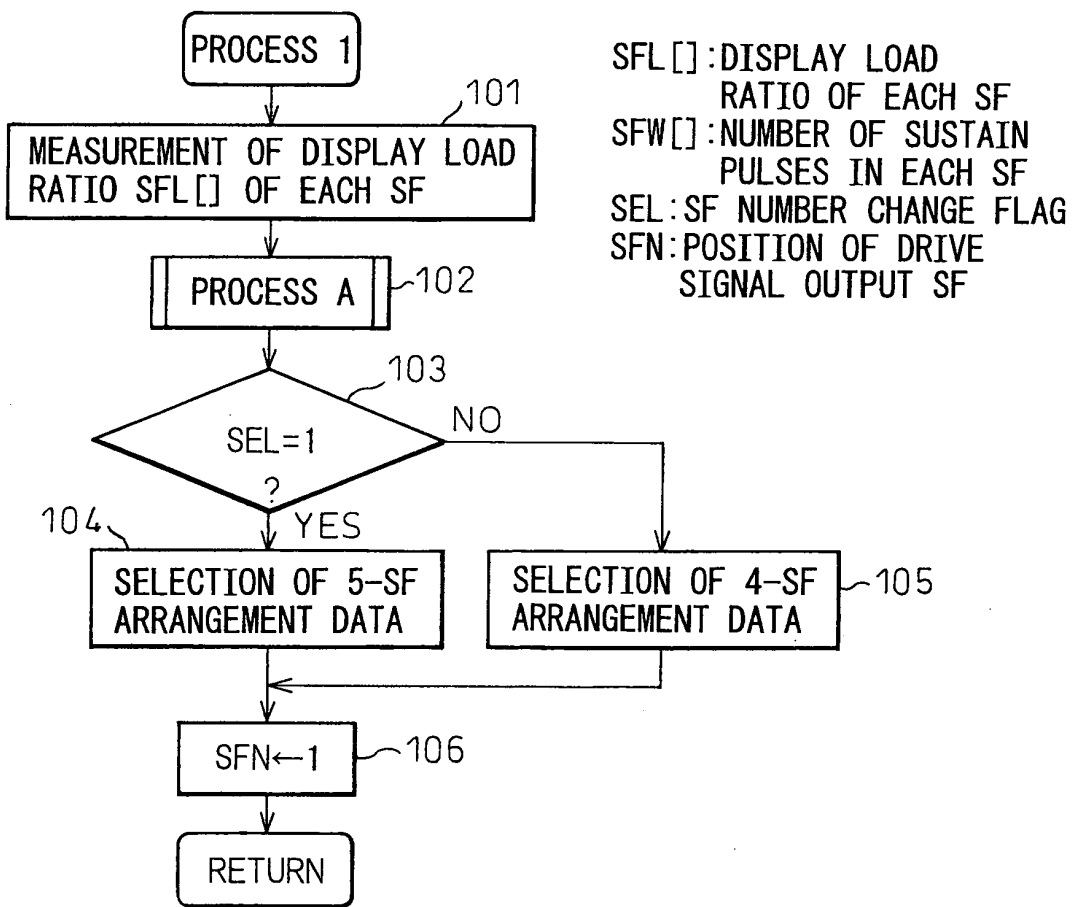 PROCESS 1
101
MEASUREMENT OF DISPLAY LOAD
RATIO SFL[] OF EACH SF
PROCESS A
102
103
SEL=1
?
NO
YES
104
SELECTION OF 5-SF
ARRANGEMENT DATA
SELECTION OF 4-SF
ARRANGEMENT DATA
105
SFN←1
106
RETURN
SFL[]:DISPLAY LOAD
RATIO OF EACH SF
SFW[]:NUMBER OF SUSTAIN
PULSES IN EACH SF
SEL:SF NUMBER CHANGE FLAG
SFN:POSITION OF DRIVE
SIGNAL OUTPUT SF